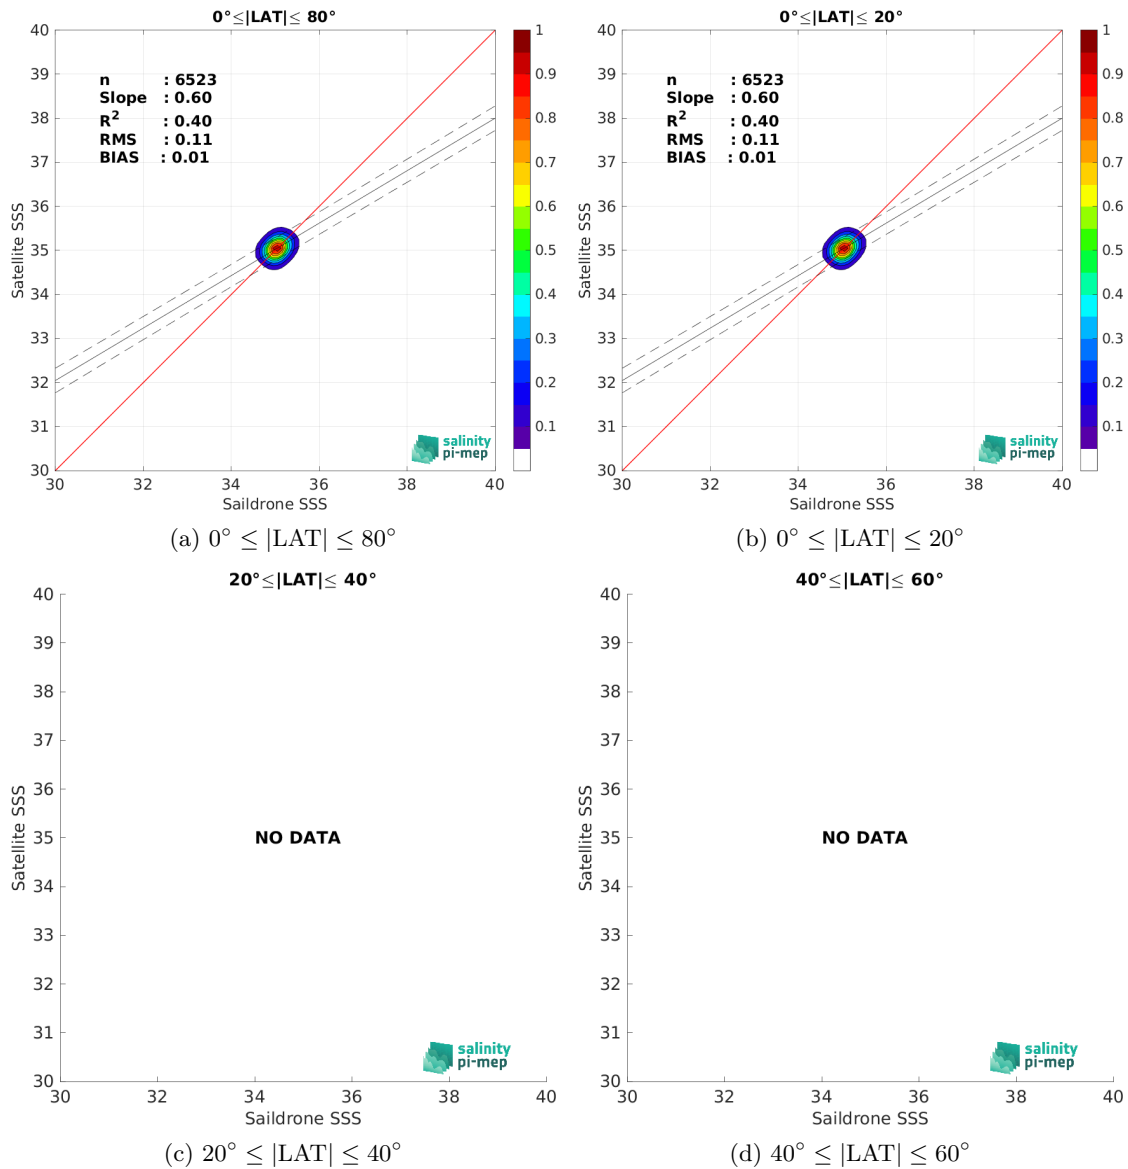 0°≤|LAT|≤ 80°
40
39
38
37
36
35
34
33
32
31
30
Satellite SSS
n : 6523
Slope : 0.60
R² : 0.40
RMS : 0.11
BIAS : 0.01
salinity
pi-mep
30 32 34 36 38 40
Saildrone SSS
1
0.9
0.8
0.7
0.6
0.5
0.4
0.3
0.2
0.1
(a) 0° ≤ |LAT| ≤ 80°
0°≤|LAT|≤ 20°
40
39
38
37
36
35
34
33
32
31
30
Satellite SSS
n : 6523
Slope : 0.60
R² : 0.40
RMS : 0.11
BIAS : 0.01
salinity
pi-mep
30 32 34 36 38 40
Saildrone SSS
1
0.9
0.8
0.7
0.6
0.5
0.4
0.3
0.2
0.1
(b) 0° ≤ |LAT| ≤ 20°
20°≤|LAT|≤ 40°
40
39
38
37
36
35
34
33
32
31
30
Satellite SSS
NO DATA
salinity
pi-mep
30 32 34 36 38 40
Saildrone SSS
(c) 20° ≤ |LAT| ≤ 40°
40°≤|LAT|≤ 60°
40
39
38
37
36
35
34
33
32
31
30
Satellite SSS
NO DATA
salinity
pi-mep
30 32 34 36 38 40
Saildrone SSS
(d) 40° ≤ |LAT| ≤ 60°